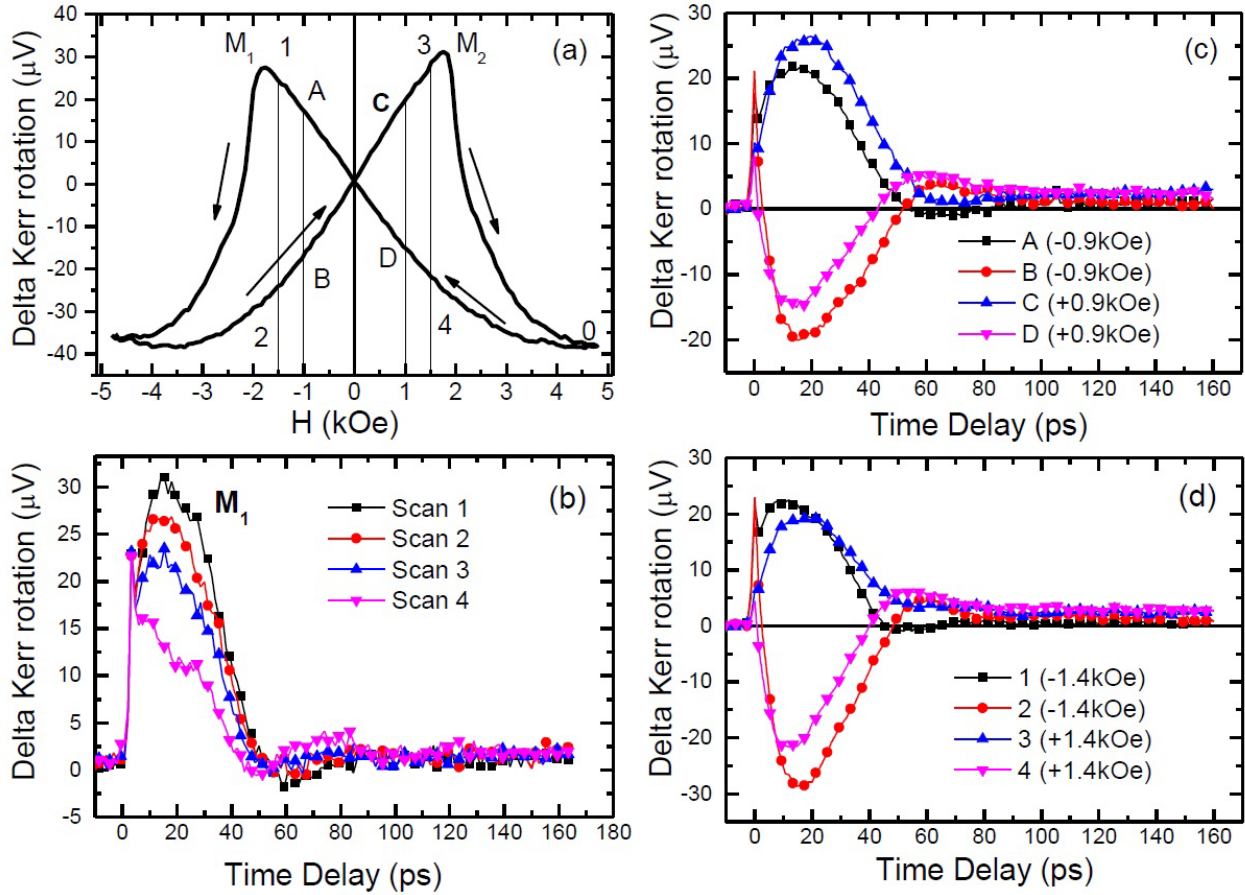 (a)
M1 1 3 M2
A C
B D
2 4 0
Delta Kerr rotation (μV)
40
30
20
10
0
-10
-20
-30
-40
-5 -4 -3 -2 -1 0 1 2 3 4 5
H (kOe)
(b)
M1
Scan 1
Scan 2
Scan 3
Scan 4
Delta Kerr rotation (μV)
30
25
20
15
10
5
0
-5
0 20 40 60 80 100 120 140 160 180
Time Delay (ps)
(c)
Delta Kerr rotation (μV)
30
20
10
0
-10
-20
A (-0.9kOe)
B (-0.9kOe)
C (+0.9kOe)
D (+0.9kOe)
0 20 40 60 80 100 120 140 160
Time Delay (ps)
(d)
Delta Kerr rotation (μV)
30
20
10
0
-10
-20
-30
1 (-1.4kOe)
2 (-1.4kOe)
3 (+1.4kOe)
4 (+1.4kOe)
0 20 40 60 80 100 120 140 160
Time Delay (ps)